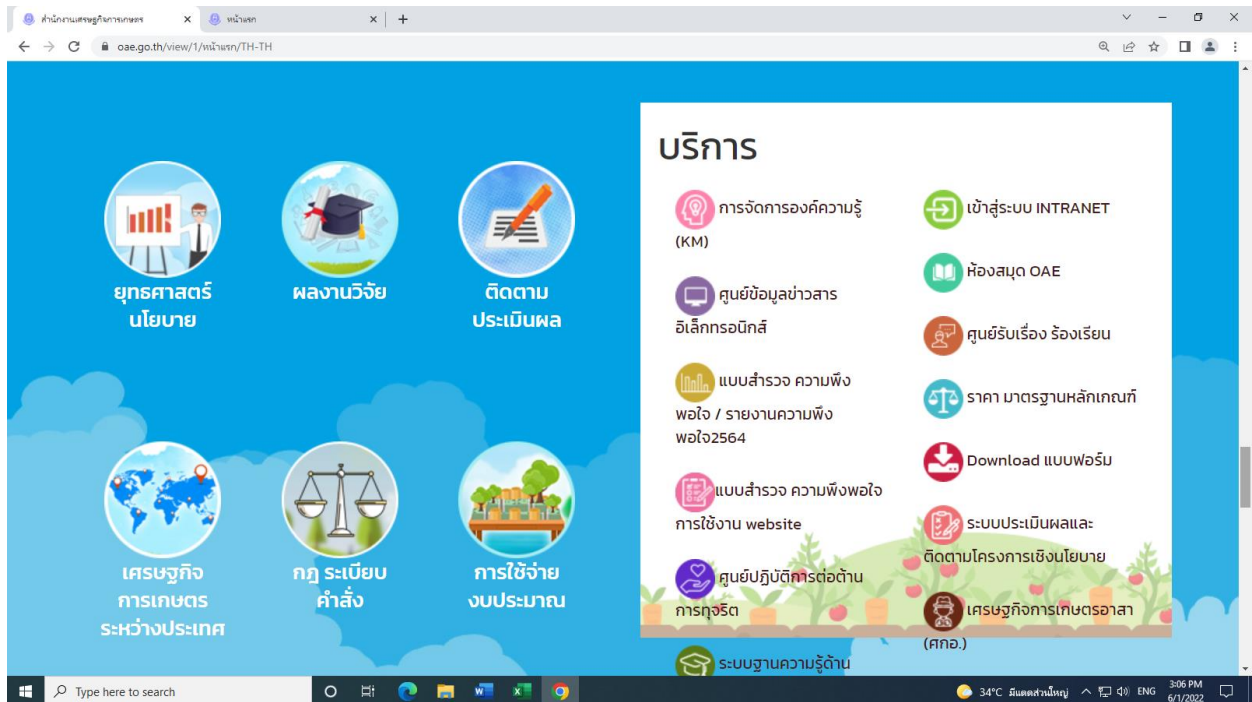 สำนักงานเศรษฐกิจการเกษตร
หน้าแรก
oae.go.th/view/1/หน้าแรก/TH-TH
ยุทธศาสตร์
นโยบาย
ผลงานวิจัย
ติดตาม
ประเมินผล
เศรษฐกิจ
การเกษตร
ระหว่างประเทศ
กฎ ระเบียบ
คำสั่ง
การใช้จ่าย
งบประมาณ
บริการ
การจัดการองค์ความรู้
(KM)
ศูนย์ข้อมูลข่าวสาร
อิเล็กทรอนิกส์
แบบสำรวจ ความพึง
พอใจ / รายงานความพึง
พอใจ2564
แบบสำรวจ ความพึงพอใจ
การใช้งาน website
ศูนย์ปฏิบัติการต่อต้าน
การทุจริต
ระบบฐานความรู้ด้าน
เข้าสู่ระบบ INTRANET
ห้องสมุด OAE
ศูนย์รับเรื่อง ร้องเรียน
ราคา มาตรฐานหลักเกณฑ์
Download แบบฟอร์ม
ระบบประเมินผลและ
ติดตามโครงการเชิงนโยบาย
เศรษฐกิจการเกษตรอาสา
(ศกอ.)
Type here to search
34°C มีแดดส่วนใหญ่
ENG
3:06 PM
6/1/2022